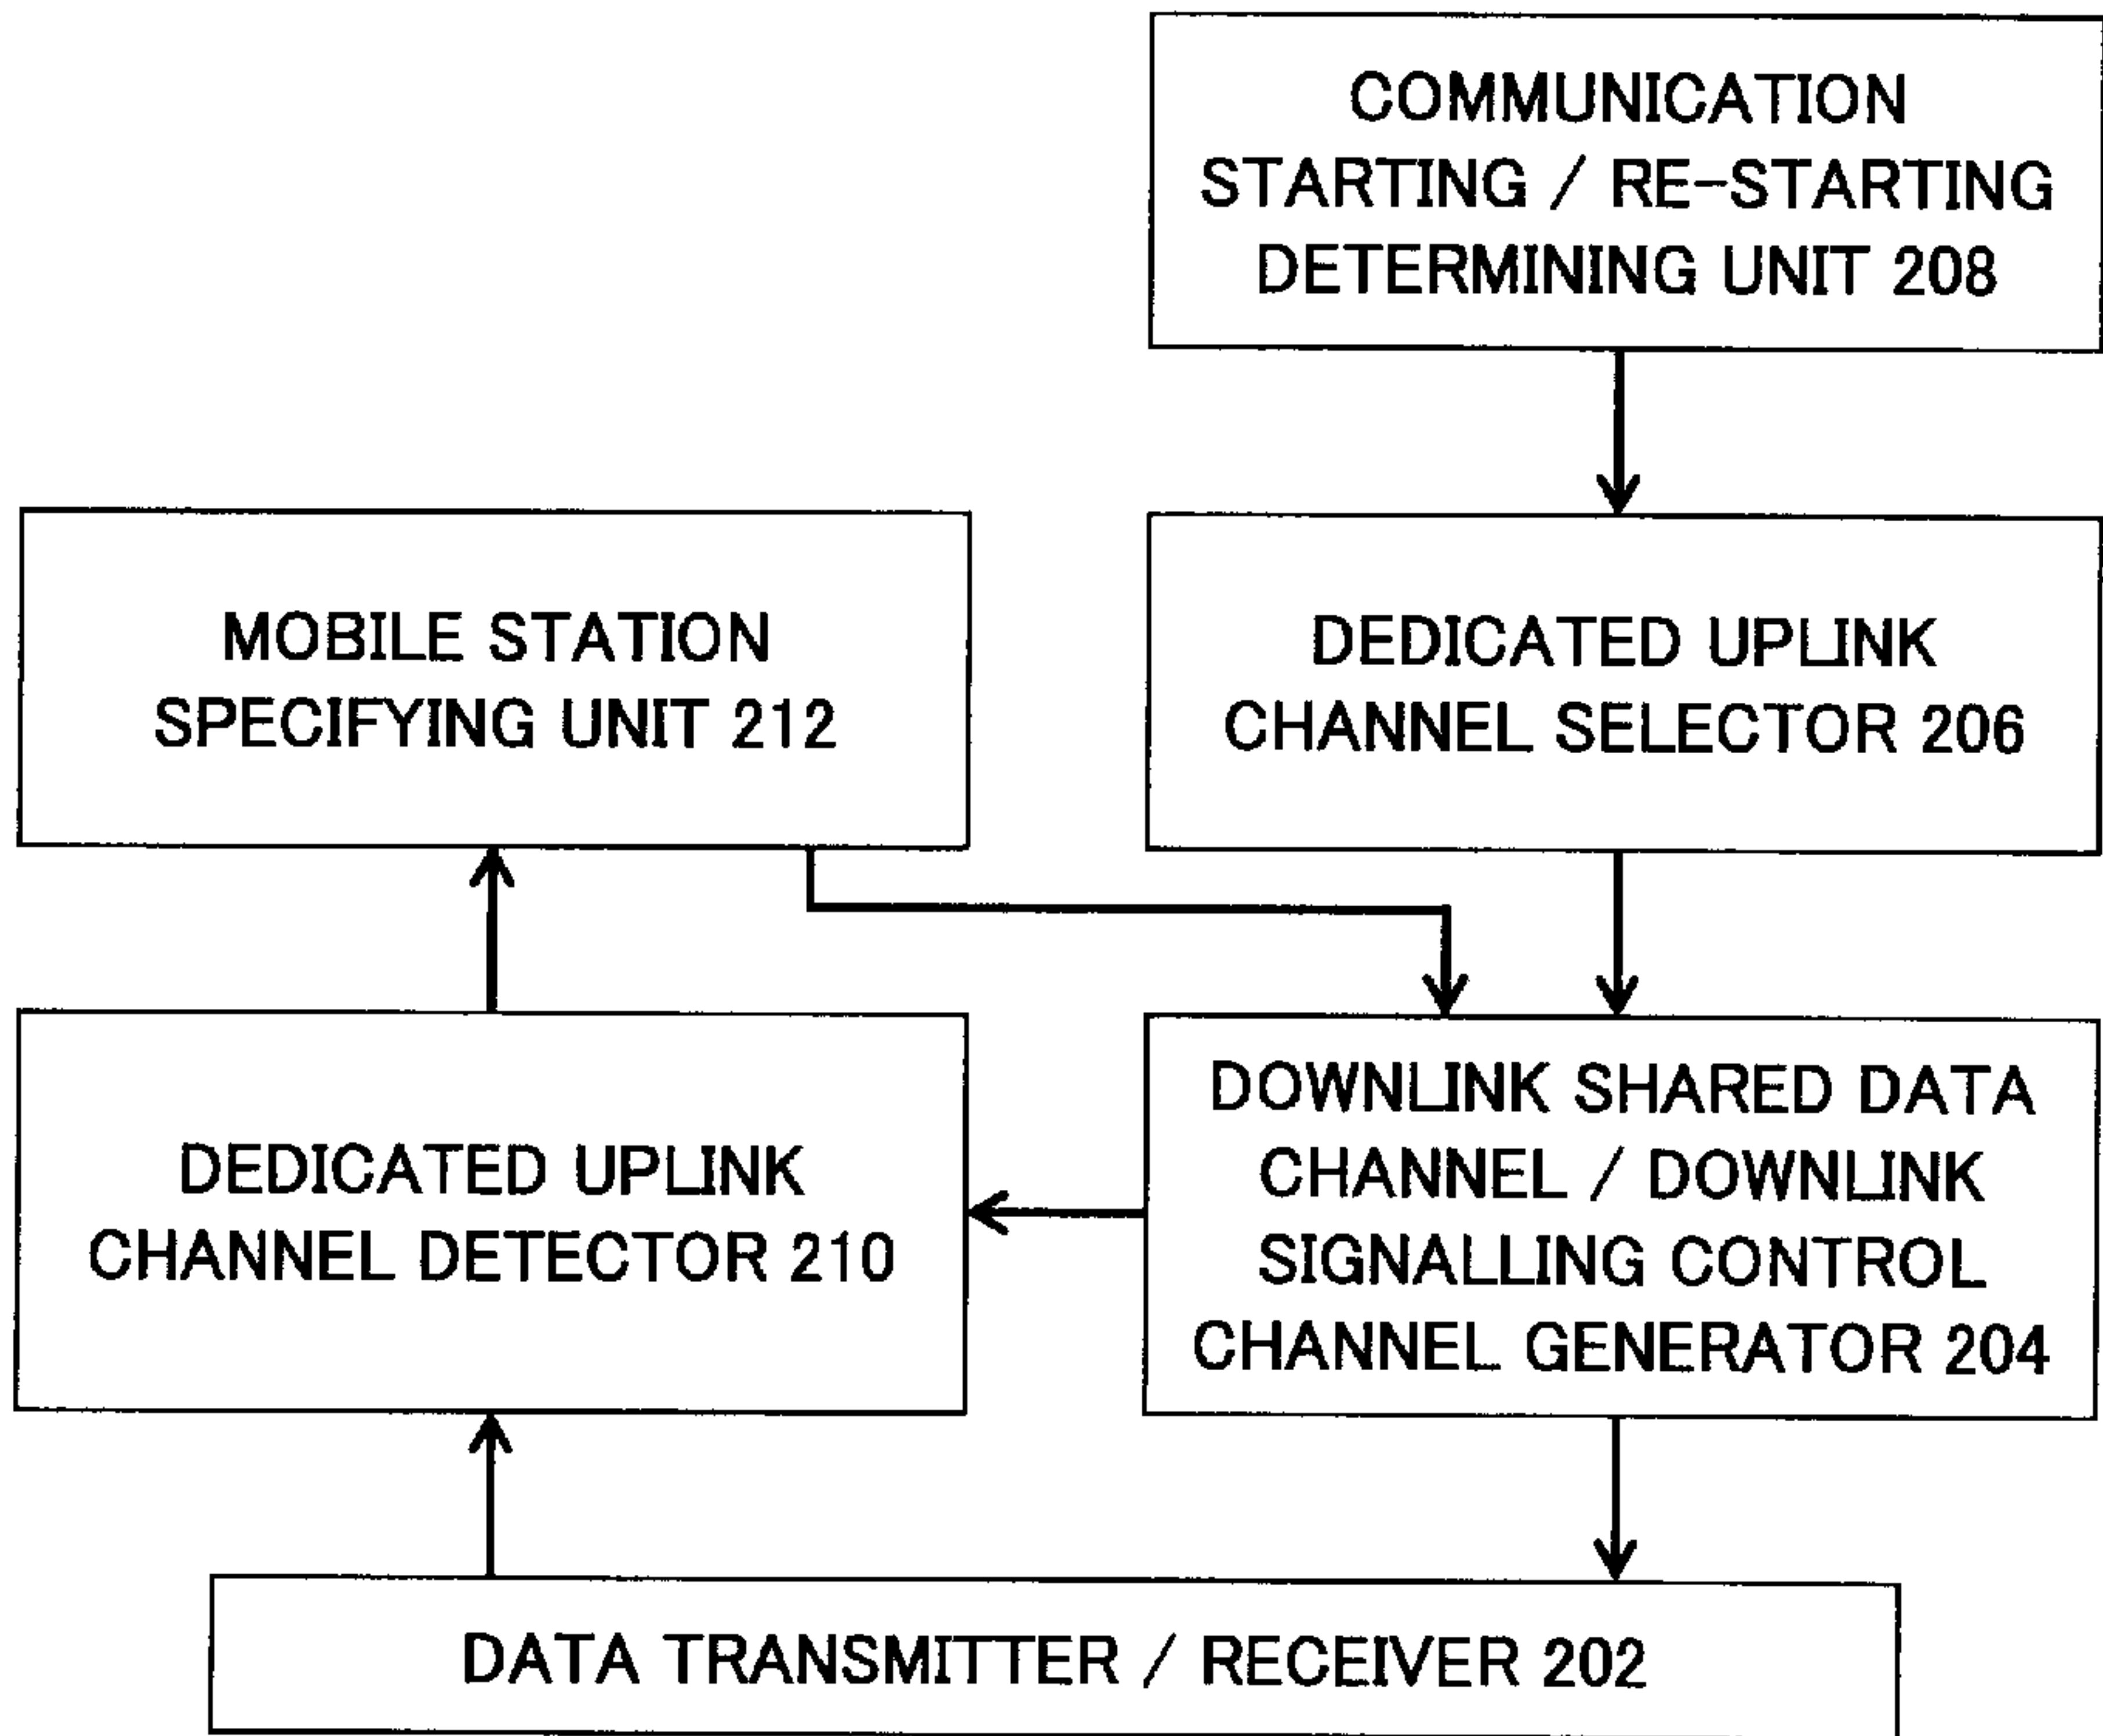 COMMUNICATION
STARTING / RE-STARTING
DETERMINING UNIT 208
MOBILE STATION
SPECIFYING UNIT 212
DEDICATED UPLINK
CHANNEL SELECTOR 206
DEDICATED UPLINK
CHANNEL DETECTOR 210
DOWNLINK SHARED DATA
CHANNEL / DOWNLINK
SIGNALLING CONTROL
CHANNEL GENERATOR 204
DATA TRANSMITTER / RECEIVER 202